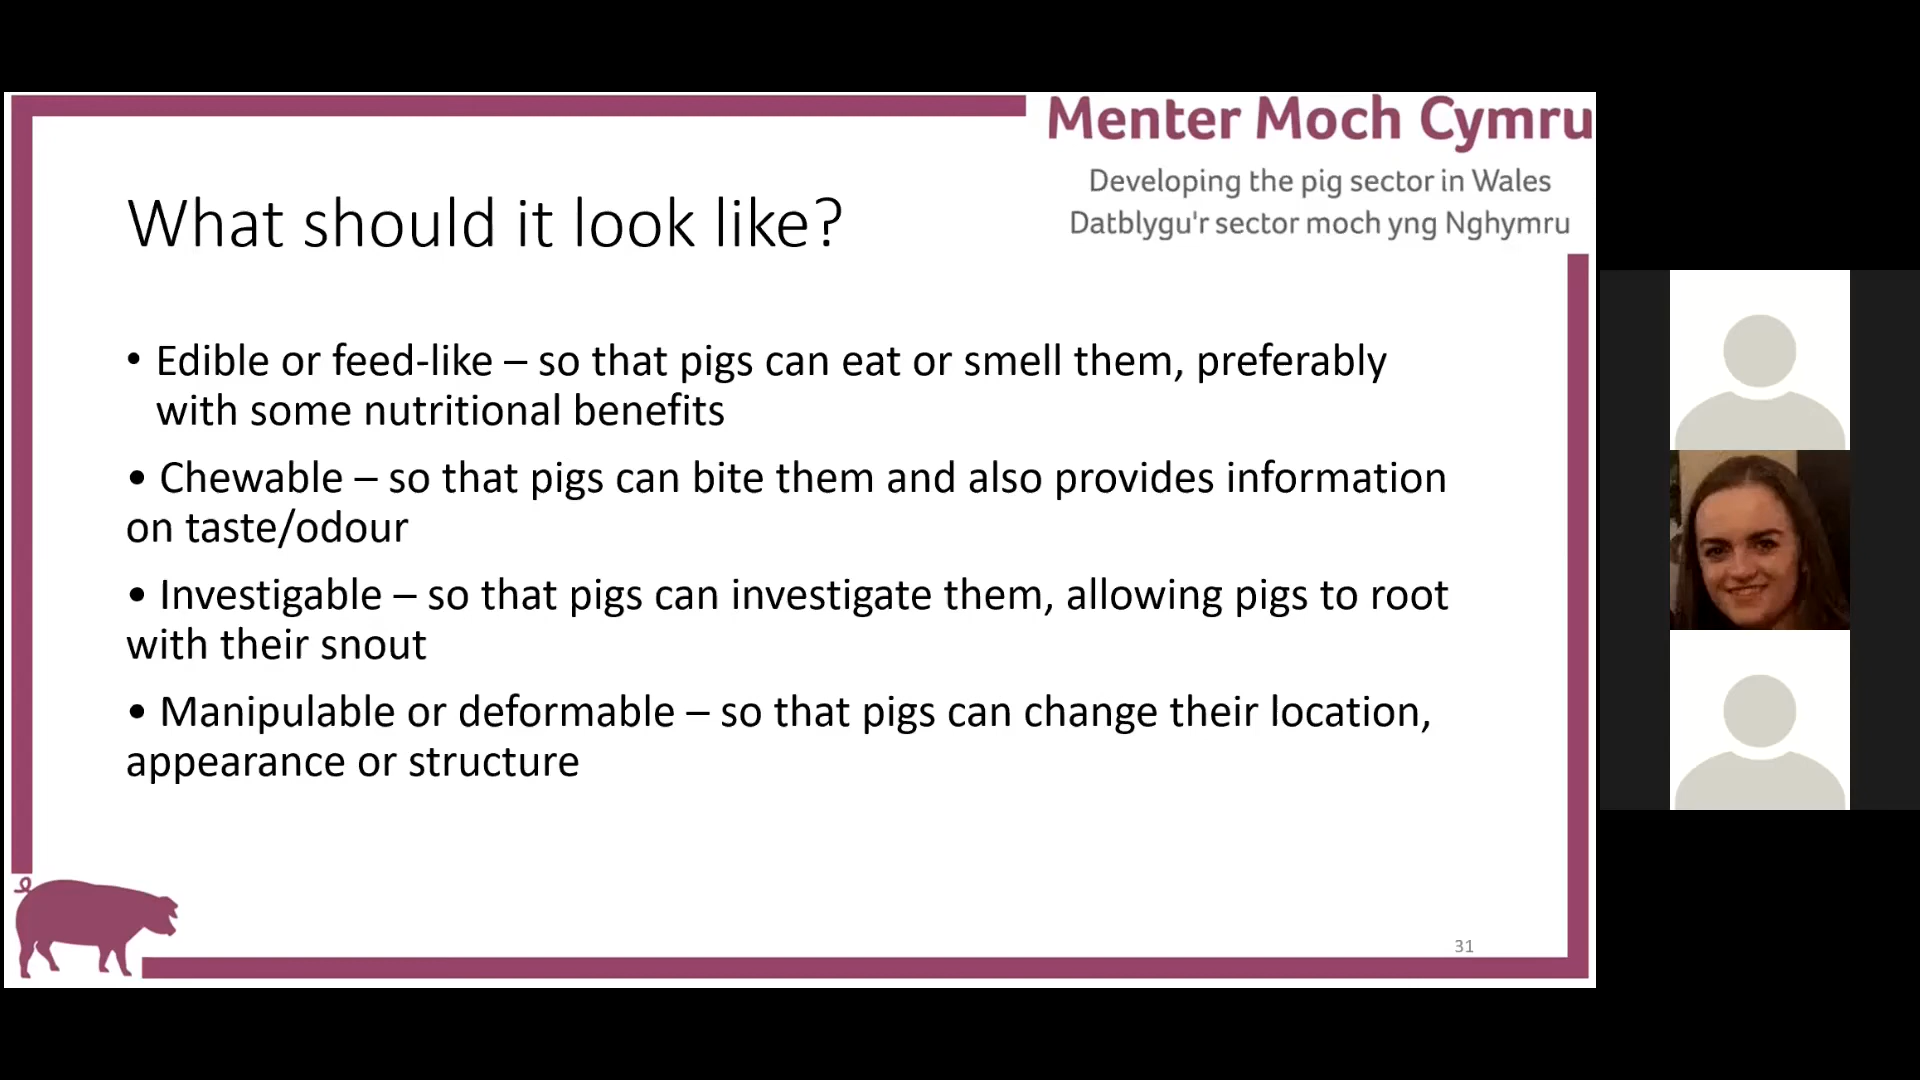 Menter Moch Cymru
Developing the pig sector in Wales
Datblygu'r sector moch yng Nghymru
What should it look like?
• Edible or feed-like – so that pigs can eat or smell them, preferably
with some nutritional benefits
• Chewable – so that pigs can bite them and also provides information
on taste/odour
• Investigable – so that pigs can investigate them, allowing pigs to root
with their snout
• Manipulable or deformable – so that pigs can change their location,
appearance or structure
31